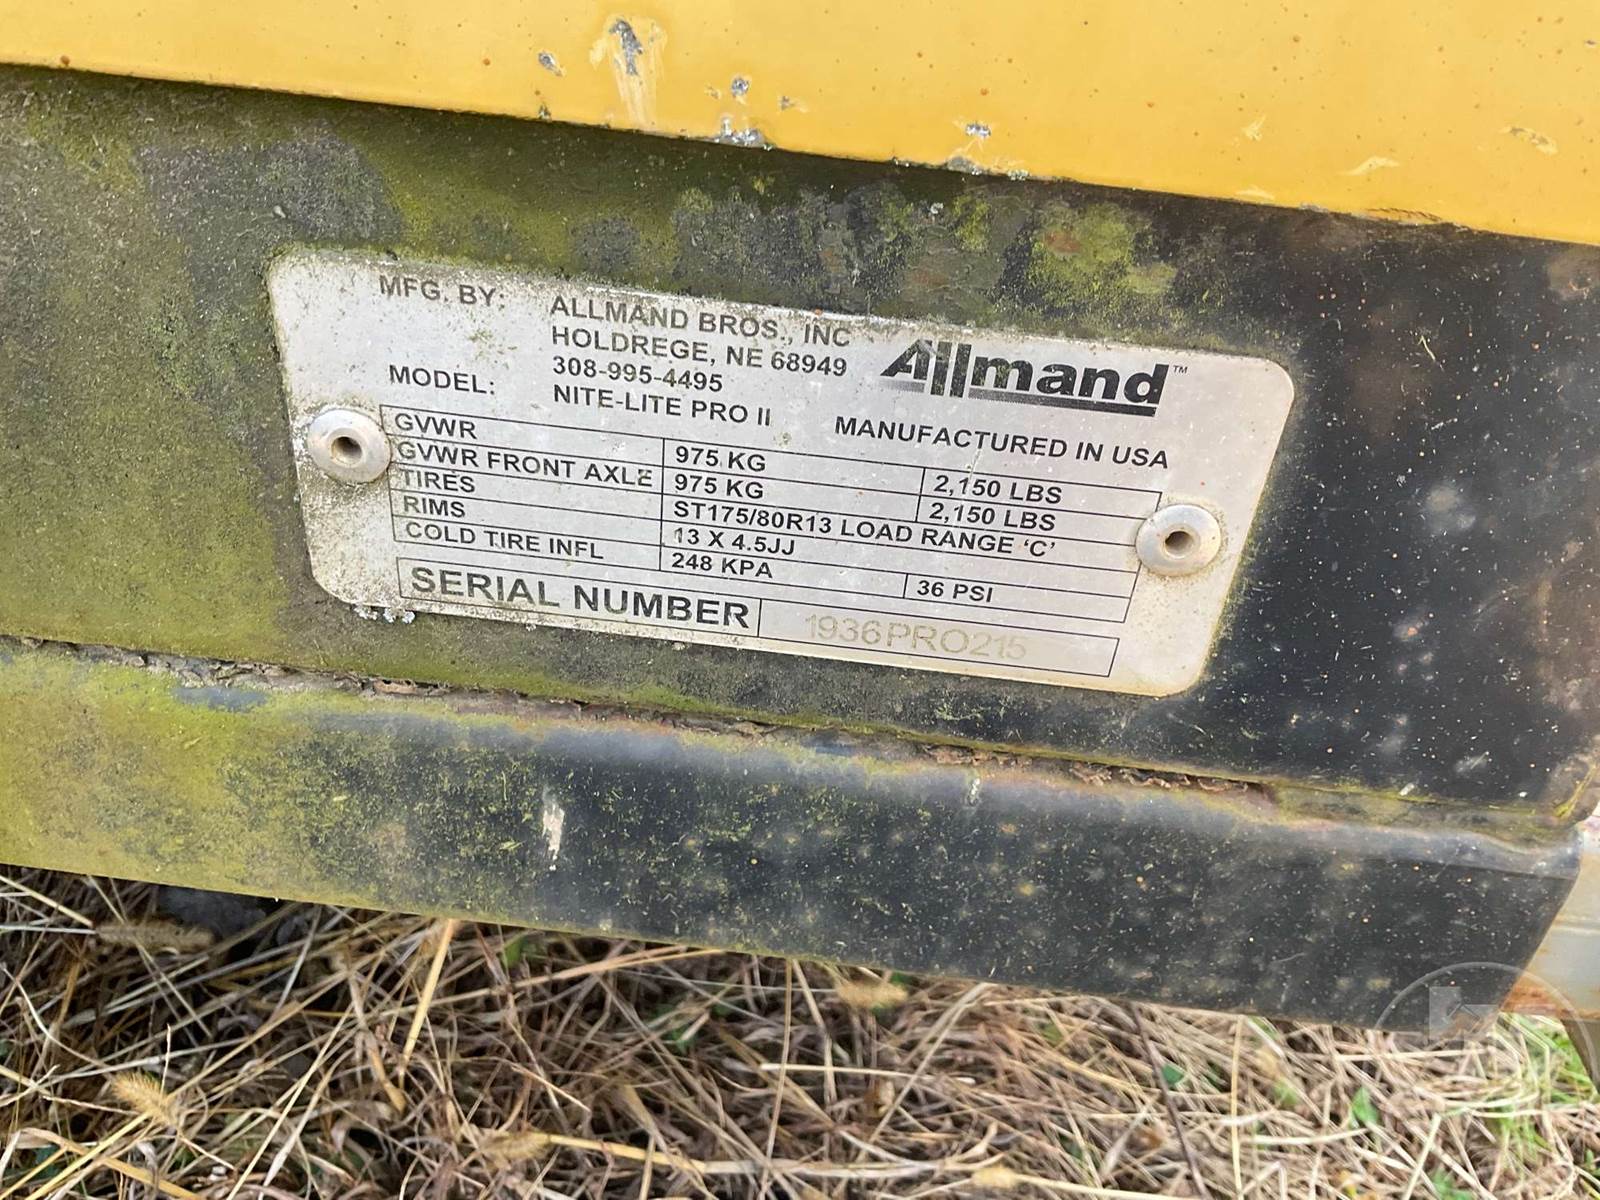 MFG. BY: ALLMAND BROS., INC
HOLDREGE, NE 68949
308-995-4495
MODEL: NITE-LITE PRO II
Allmand™
MANUFACTURED IN USA
GVWR 975 KG 2,150 LBS
GVWR FRONT AXLE 975 KG 2,150 LBS
TIRES ST175/80R13 LOAD RANGE 'C'
RIMS 13 X 4.5JJ
COLD TIRE INFL 248 KPA 36 PSI
SERIAL NUMBER 1936PRO215